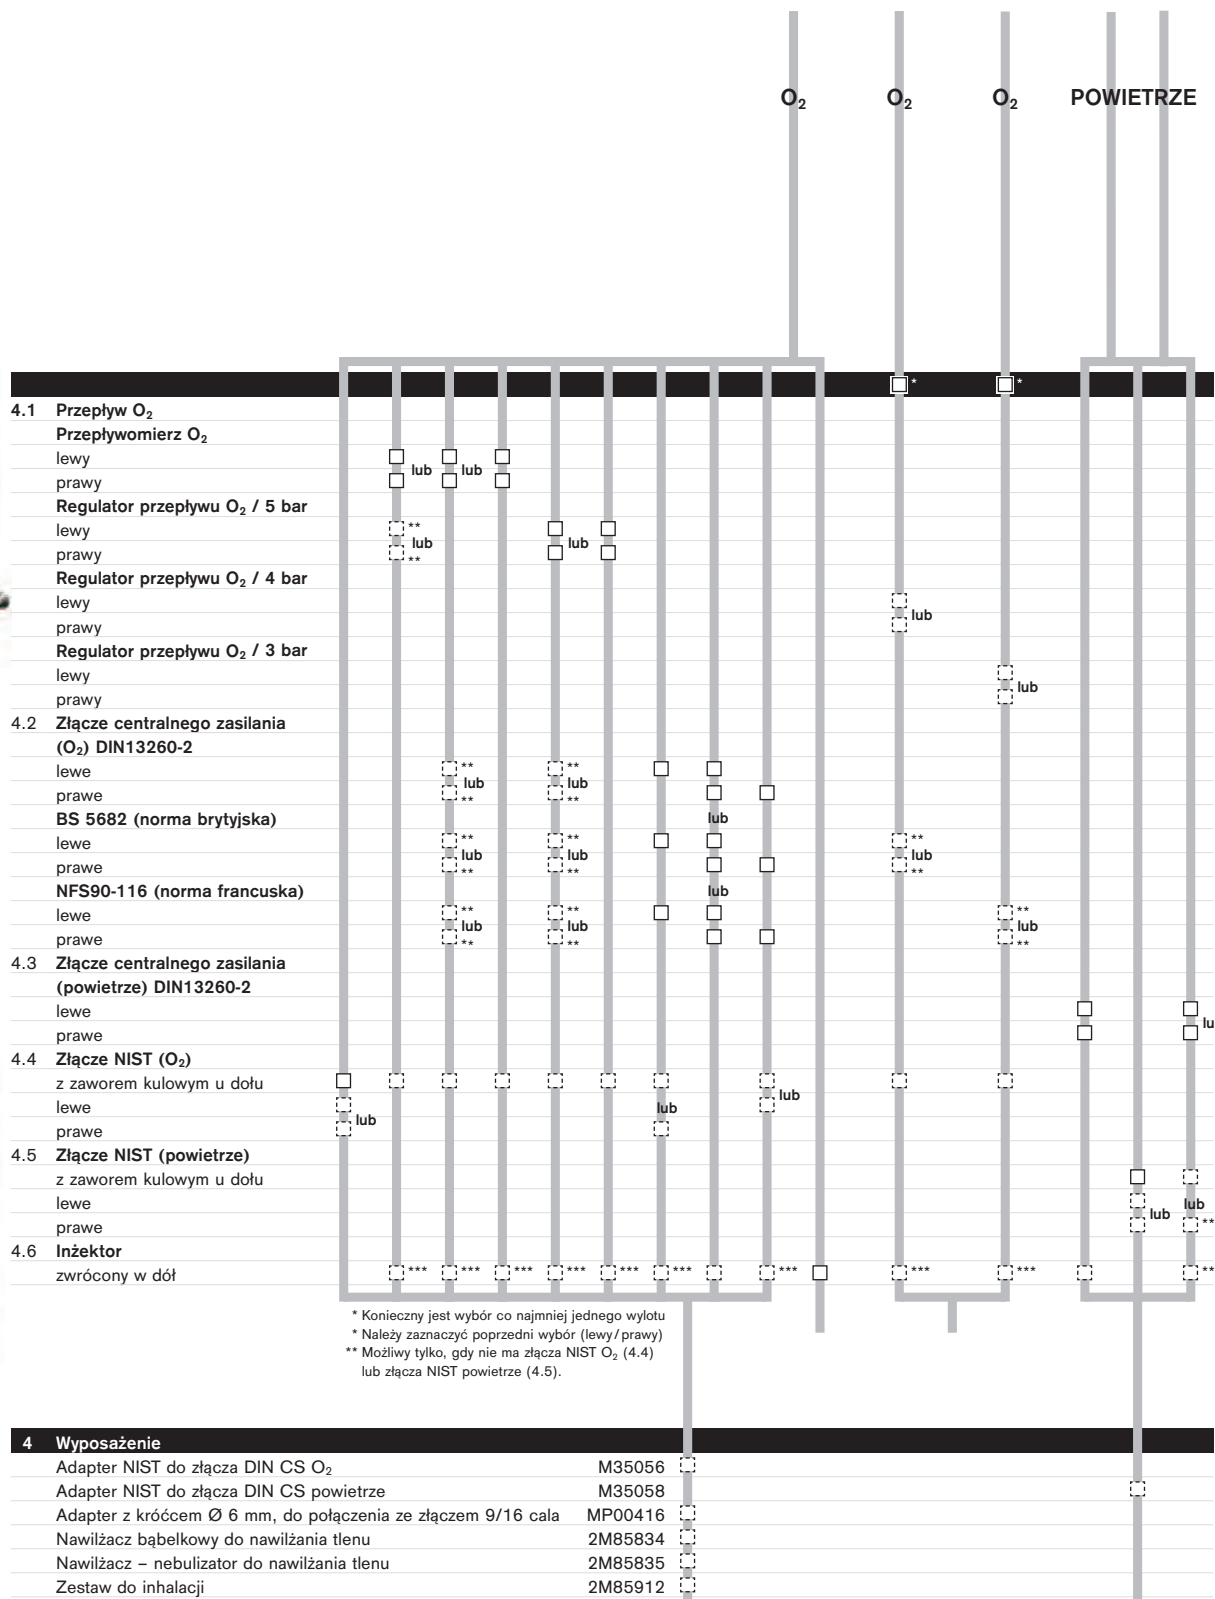 O₂ O₂ O₂ POWIETRZE
* *
4.1 Przepływ O₂
Przepływomierz O₂
lewy
lub lub
prawy
Regulator przepływu O₂ / 5 bar
lewy **
lub lub
prawy **
Regulator przepływu O₂ / 4 bar
lewy
lub
prawy
Regulator przepływu O₂ / 3 bar
lewy
lub
prawy
4.2 Złącze centralnego zasilania
(O₂) DIN13260-2
lewe ** **
lub lub
prawe ** **
BS 5682 (norma brytyjska) lub
lewe ** ** **
lub lub lub
prawe ** ** **
NFS90-116 (norma francuska) lub
lewe ** ** **
lub lub lub
prawe ** ** **
4.3 Złącze centralnego zasilania
(powietrze) DIN13260-2
lewe
lu
prawe
4.4 Złącze NIST (O₂)
z zaworem kulowym u dołu
lub
lewe lub
lub
prawe
4.5 Złącze NIST (powietrze)
z zaworem kulowym u dołu
lewe lub
lub
prawe **
4.6 Inżektor
zwrócony w dół *** *** *** *** *** *** *** *** *** **
* Konieczny jest wybór co najmniej jednego wylotu
* Należy zaznaczyć poprzedni wybór (lewy/prawy)
** Możliwy tylko, gdy nie ma złącza NIST O₂ (4.4)
lub złącza NIST powietrze (4.5).
4 Wyposażenie
Adapter NIST do złącza DIN CS O₂ M35056
Adapter NIST do złącza DIN CS powietrze M35058
Adapter z króćcem Ø 6 mm, do połączenia ze złączem 9/16 cala MP00416
Nawilżacz bąbelkowy do nawilżania tlenu 2M85834
Nawilżacz – nebulizator do nawilżania tlenu 2M85835
Zestaw do inhalacji 2M85912